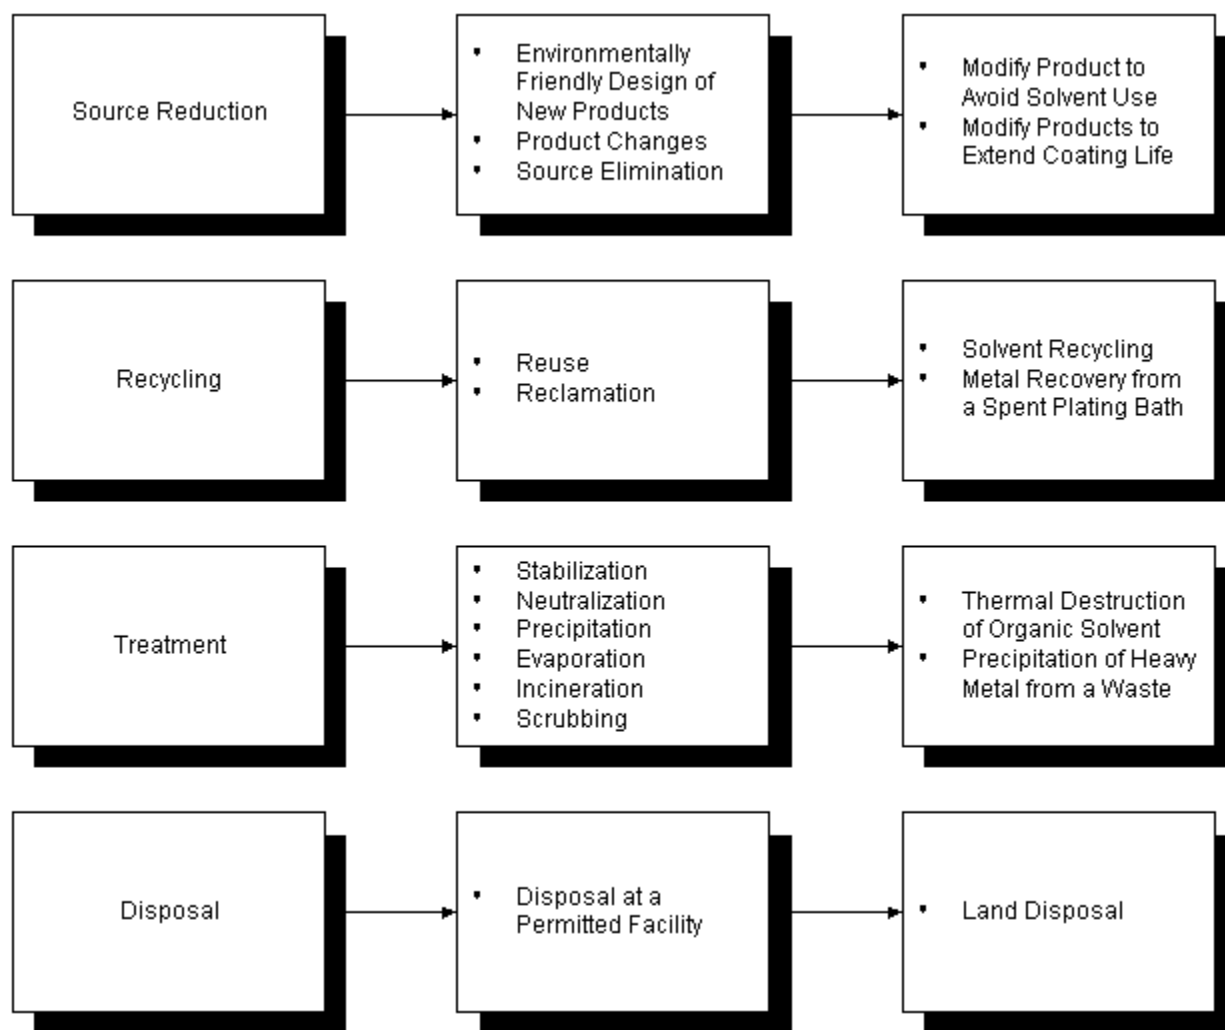 Source Reduction
• Environmentally
Friendly Design of
New Products
• Product Changes
• Source Elimination
• Modify Product to
Avoid Solvent Use
• Modify Products to
Extend Coating Life
Recycling
• Reuse
• Reclamation
• Solvent Recycling
• Metal Recovery from
a Spent Plating Bath
Treatment
• Stabilization
• Neutralization
• Precipitation
• Evaporation
• Incineration
• Scrubbing
• Thermal Destruction
of Organic Solvent
• Precipitation of Heavy
Metal from a Waste
Disposal
• Disposal at a
Permitted Facility
• Land Disposal